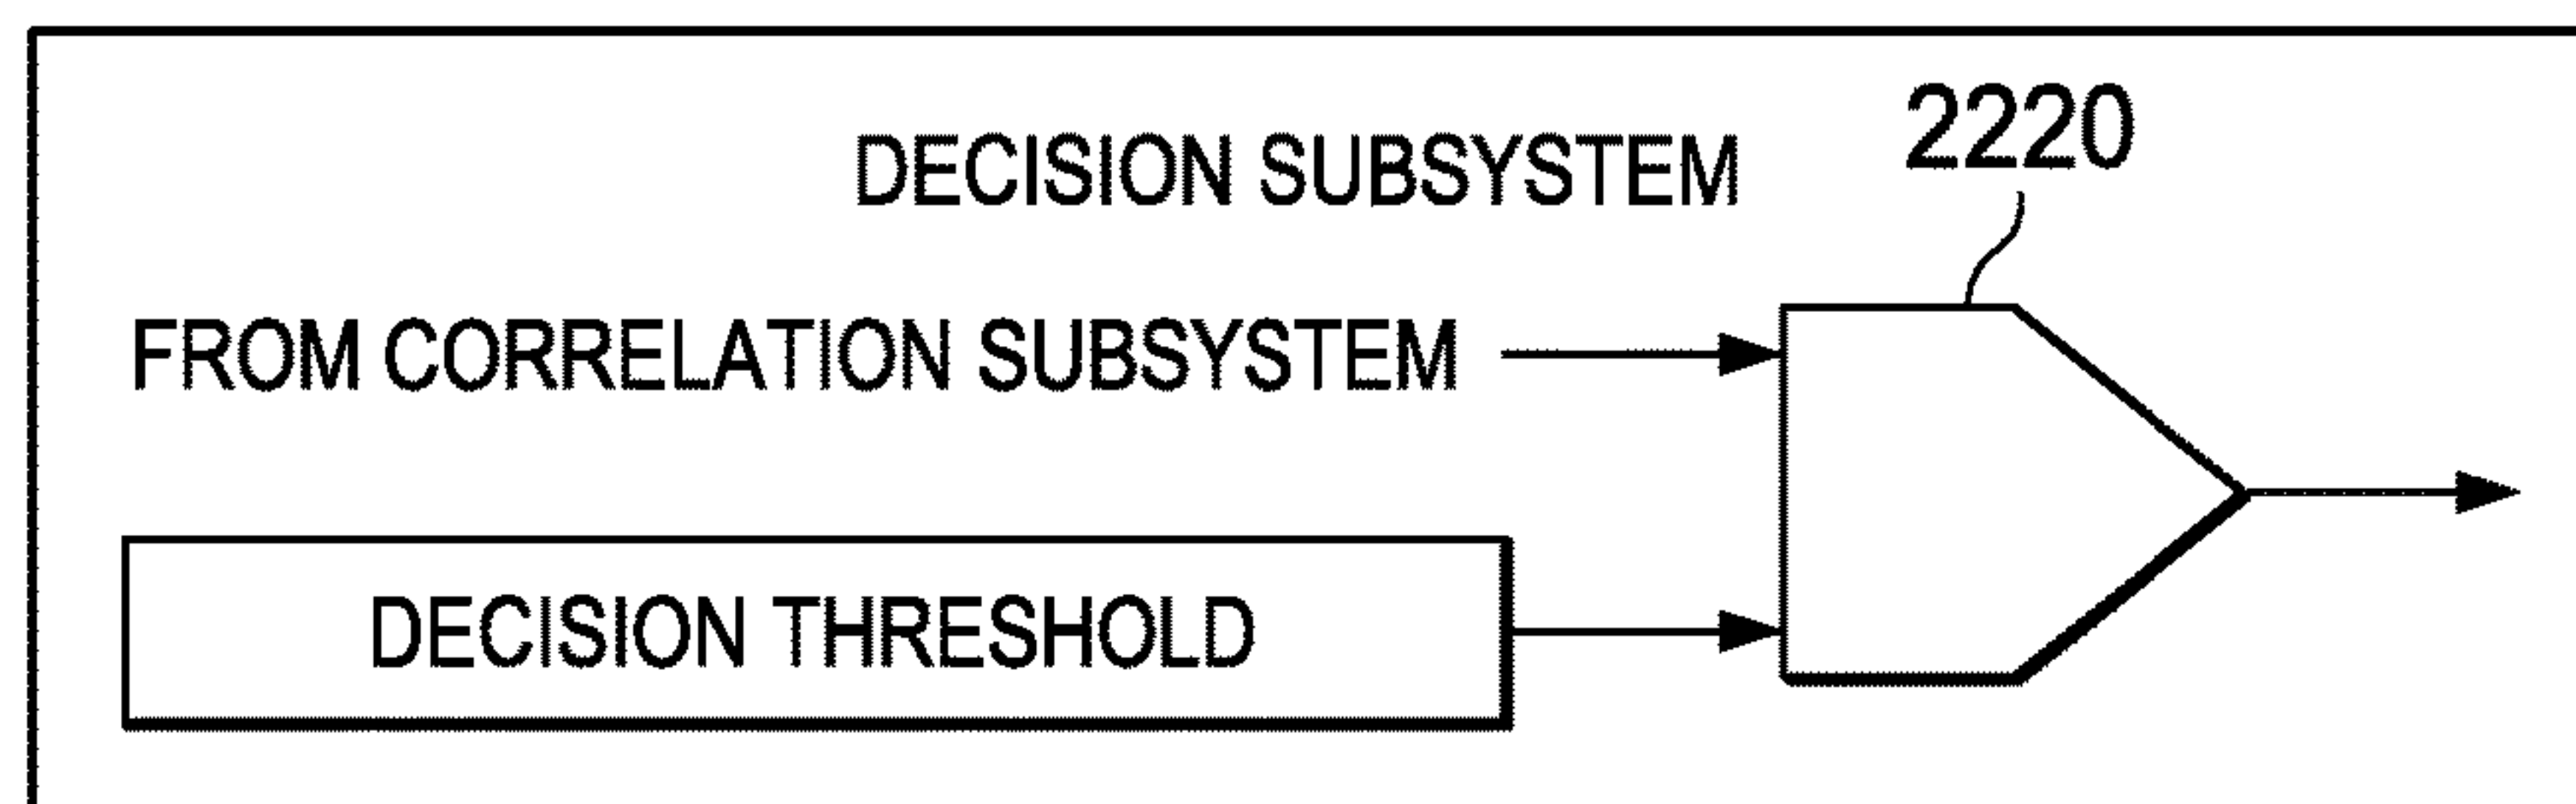 DECISION SUBSYSTEM
2220
FROM CORRELATION SUBSYSTEM
DECISION THRESHOLD